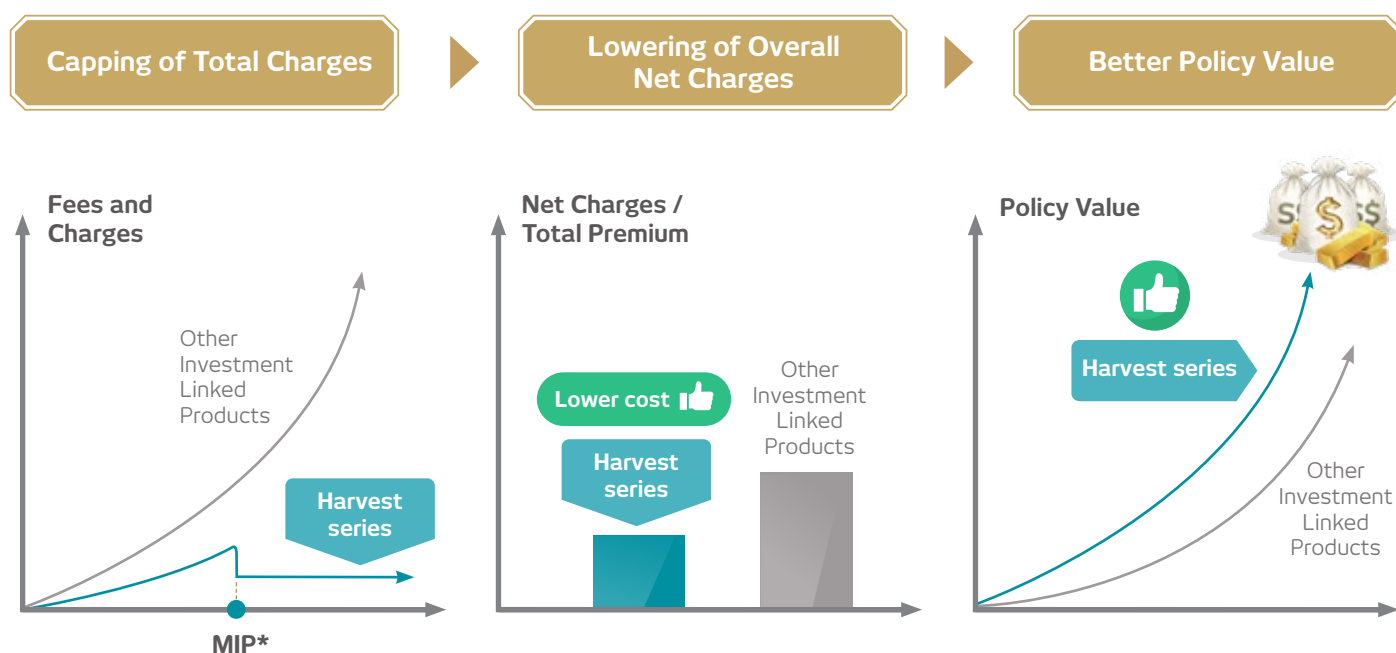 Capping of Total Charges
Lowering of Overall
Net Charges
Better Policy Value
Fees and
Charges
Other
Investment
Linked
Products
Harvest
series
MIP*
Net Charges /
Total Premium
Lower cost
Harvest
series
Other
Investment
Linked
Products
Policy Value
S$
$
$$
Harvest series
Other
Investment
Linked
Products